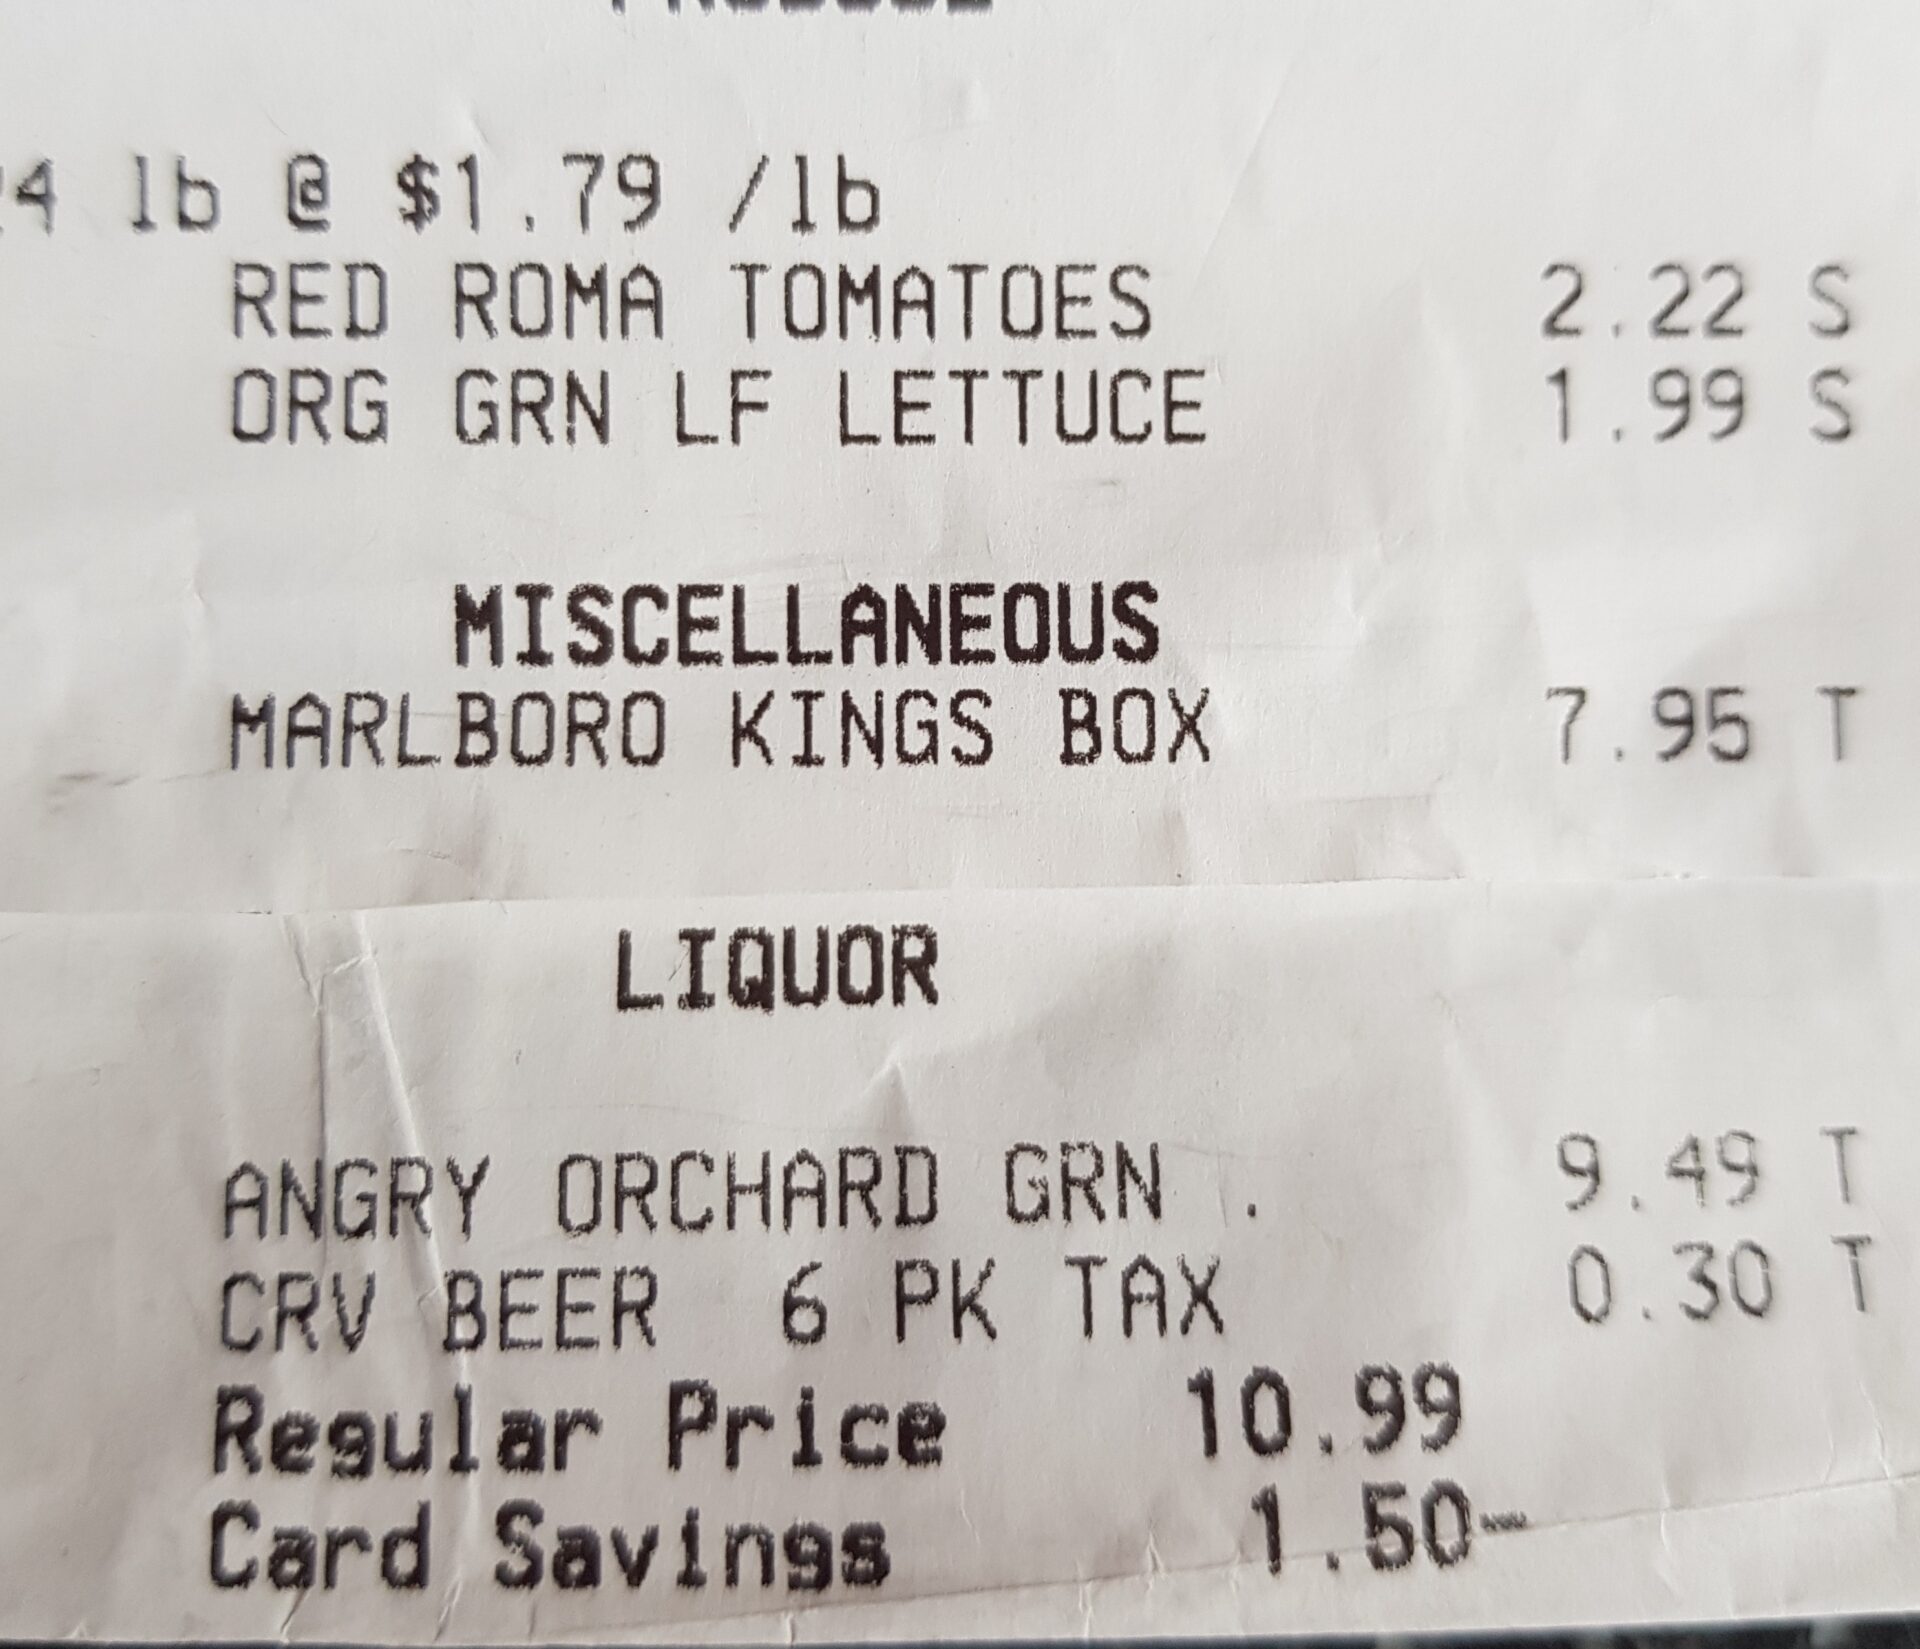 PRODUCE
24 lb @ $1.79 /lb
RED ROMA TOMATOES 2.22 S
ORG GRN LF LETTUCE 1.99 S
MISCELLANEOUS
MARLBORO KINGS BOX 7.95 T
LIQUOR
ANGRY ORCHARD GRN . 9.49 T
CRV BEER 6 PK TAX 0.30 T
Regular Price 10.99
Card Savings 1.50-